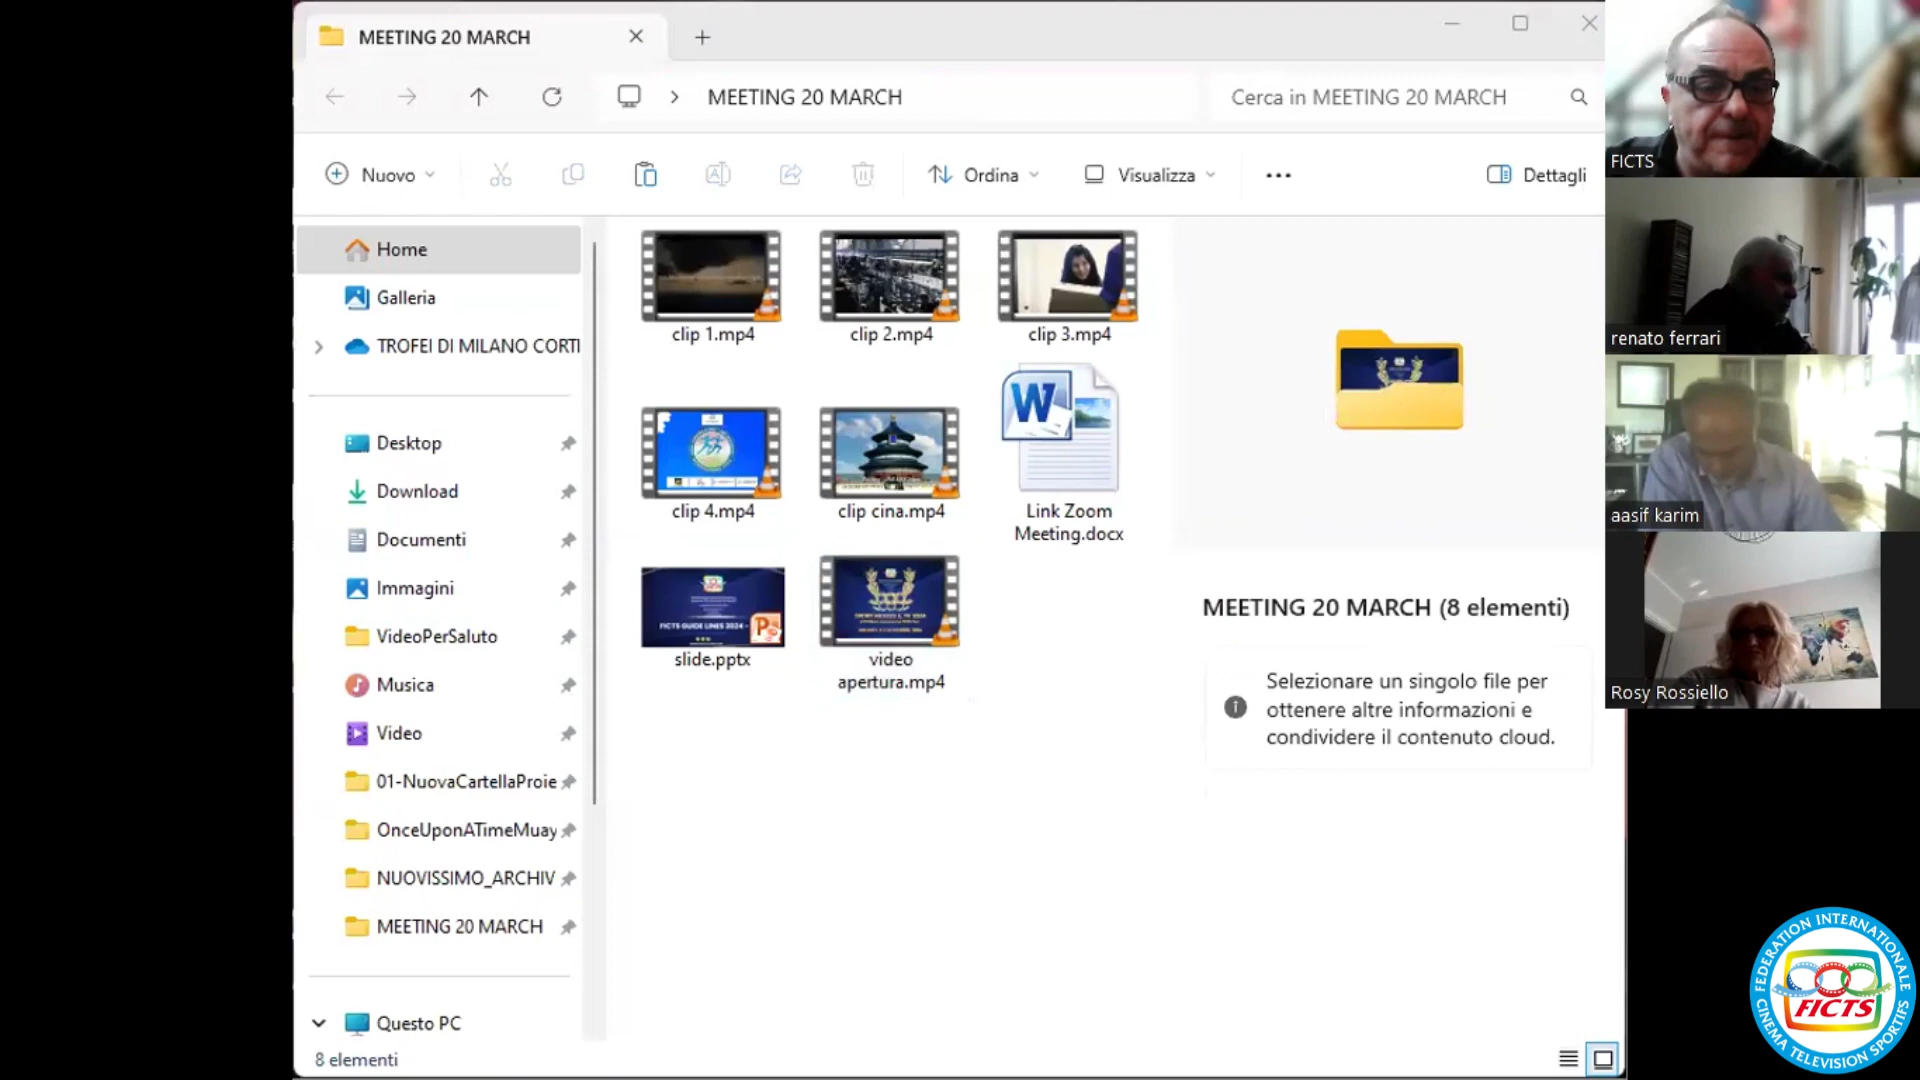 MEETING 20 MARCH
MEETING 20 MARCH
Cerca in MEETING 20 MARCH
Nuovo
Ordina
Visualizza
Dettagli
Home
Galleria
TROFEI DI MILANO CORTI
Desktop
Download
Documenti
Immagini
VideoPerSaluto
Musica
Video
01-NuovaCartellaProie
OnceUponATimeMuay
NUOVISSIMO_ARCHIV
MEETING 20 MARCH
Questo PC
8 elementi
clip 1.mp4
clip 2.mp4
clip 3.mp4
clip 4.mp4
clip cina.mp4
Link Zoom
Meeting.docx
FICTS GUIDE LINES 2024 -
slide.pptx
video
apertura.mp4
MEETING 20 MARCH (8 elementi)
Selezionare un singolo file per
ottenere altre informazioni e
condividere il contenuto cloud.
FICTS
renato ferrari
aasif karim
Rosy Rossiello
FEDERATION INTERNATIONALE
CINEMA TELEVISION SPORTIFS
FICTS